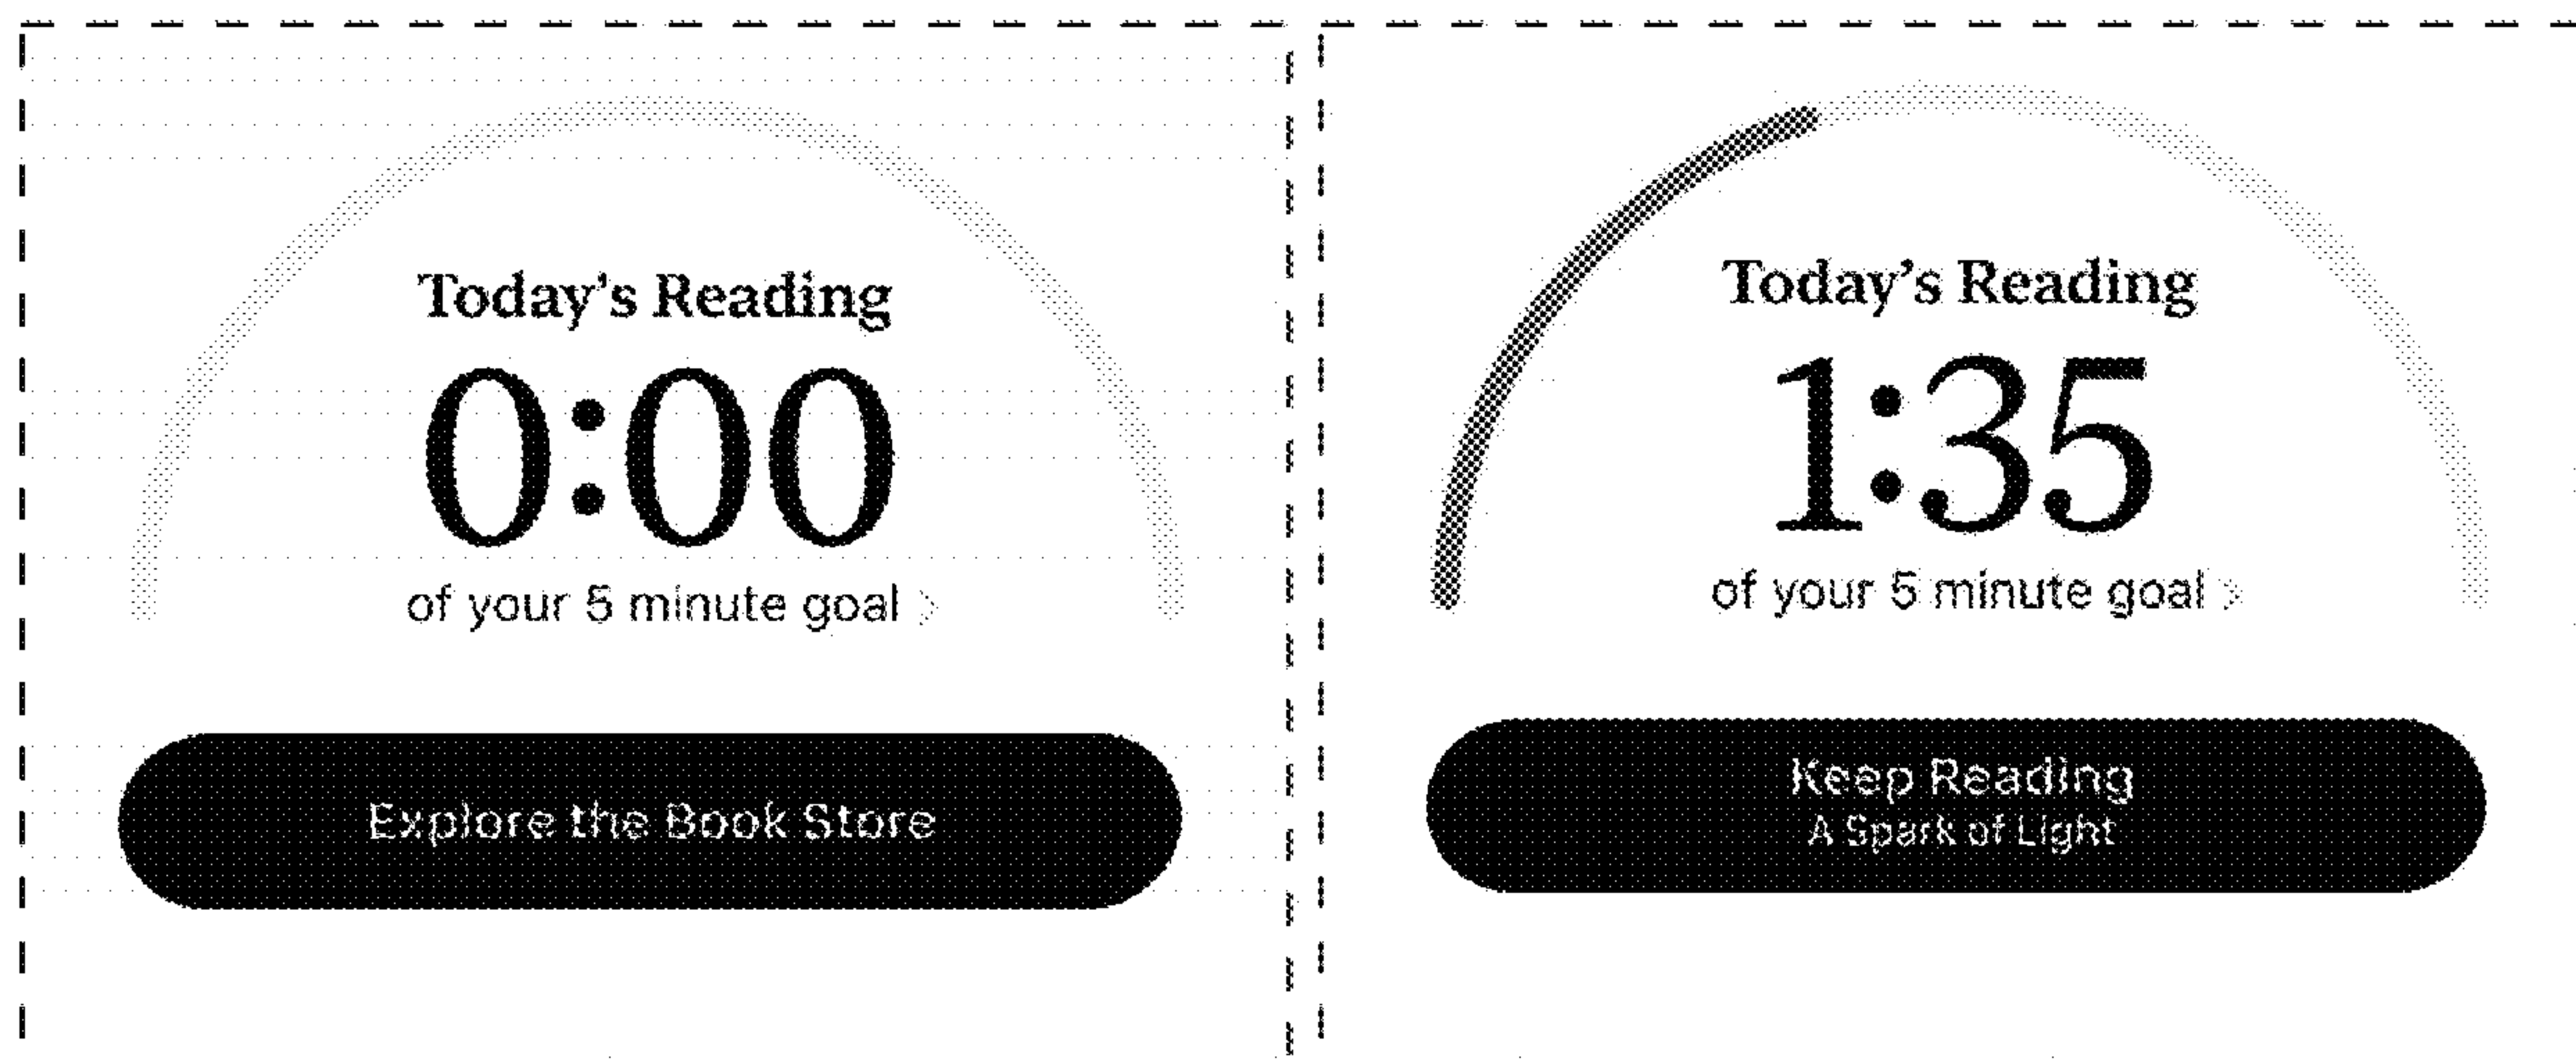 Today's Reading
0:00
of your 5 minute goal >
Explore the Book Store
Today's Reading
1:35
of your 5 minute goal >
Keep Reading
A Spark of Light